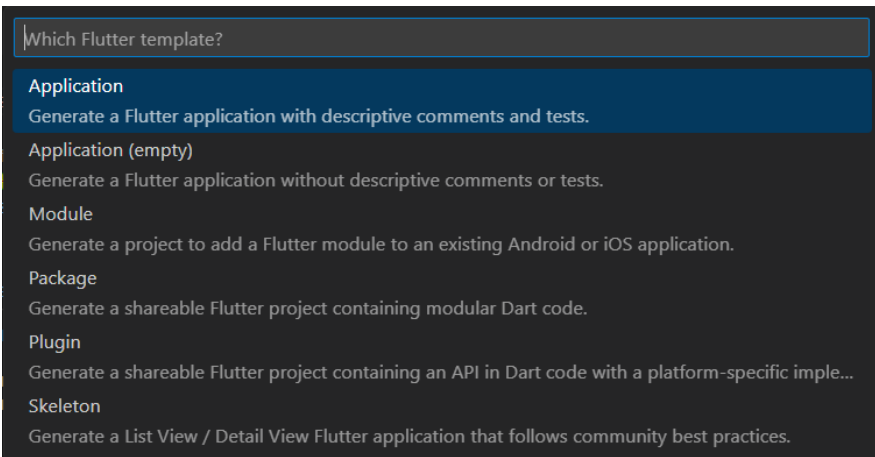 Which Flutter template?
Application
Generate a Flutter application with descriptive comments and tests.
Application (empty)
Generate a Flutter application without descriptive comments or tests.
Module
Generate a project to add a Flutter module to an existing Android or iOS application.
Package
Generate a shareable Flutter project containing modular Dart code.
Plugin
Generate a shareable Flutter project containing an API in Dart code with a platform-specific imple...
Skeleton
Generate a List View / Detail View Flutter application that follows community best practices.